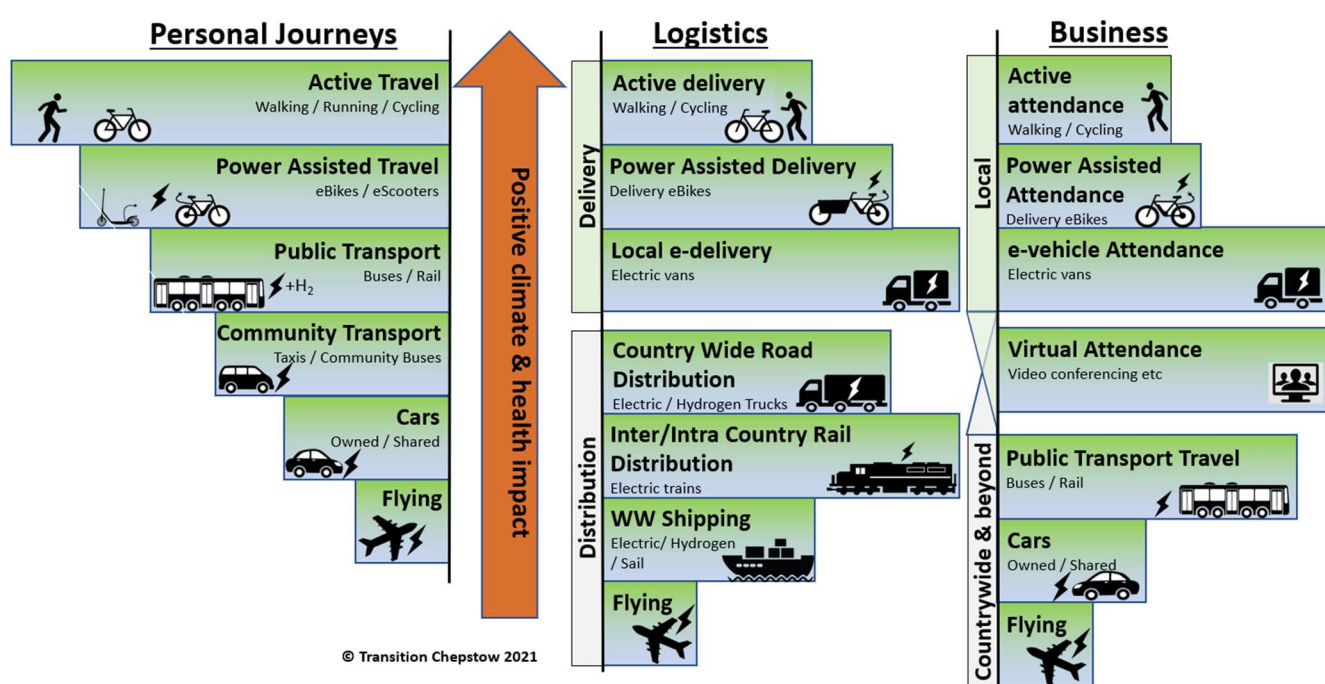 Personal Journeys
Active Travel
Walking / Running / Cycling
Power Assisted Travel
eBikes / eScooters
Public Transport
Buses / Rail
+H₂
Community Transport
Taxis / Community Buses
Cars
Owned / Shared
Flying
Positive climate & health impact
© Transition Chepstow 2021
Logistics
Delivery
Active delivery
Walking / Cycling
Power Assisted Delivery
Delivery eBikes
Local e-delivery
Electric vans
Distribution
Country Wide Road
Distribution
Electric / Hydrogen Trucks
Inter/Intra Country Rail
Distribution
Electric trains
WW Shipping
Electric/ Hydrogen
/ Sail
Flying
Business
Local
Active
attendance
Walking / Cycling
Power Assisted
Attendance
Delivery eBikes
e-vehicle Attendance
Electric vans
Virtual Attendance
Video conferencing etc
Countrywide & beyond
Public Transport Travel
Buses / Rail
Cars
Owned / Shared
Flying